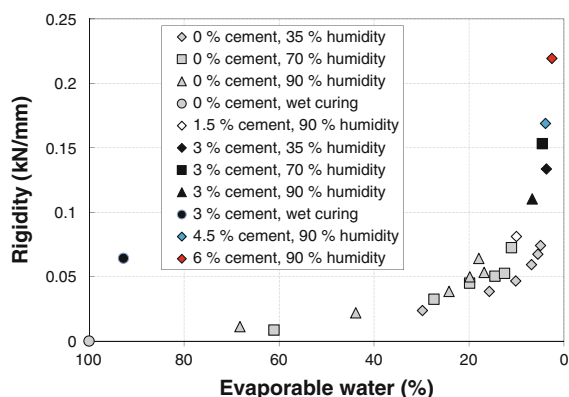 0.25
0.2
0.15
0.1
0.05
0
Rigidity (kN/mm)
0 % cement, 35 % humidity
0 % cement, 70 % humidity
0 % cement, 90 % humidity
0 % cement, wet curing
1.5 % cement, 90 % humidity
3 % cement, 35 % humidity
3 % cement, 70 % humidity
3 % cement, 90 % humidity
3 % cement, wet curing
4.5 % cement, 90 % humidity
6 % cement, 90 % humidity
100 80 60 40 20 0
Evaporable water (%)